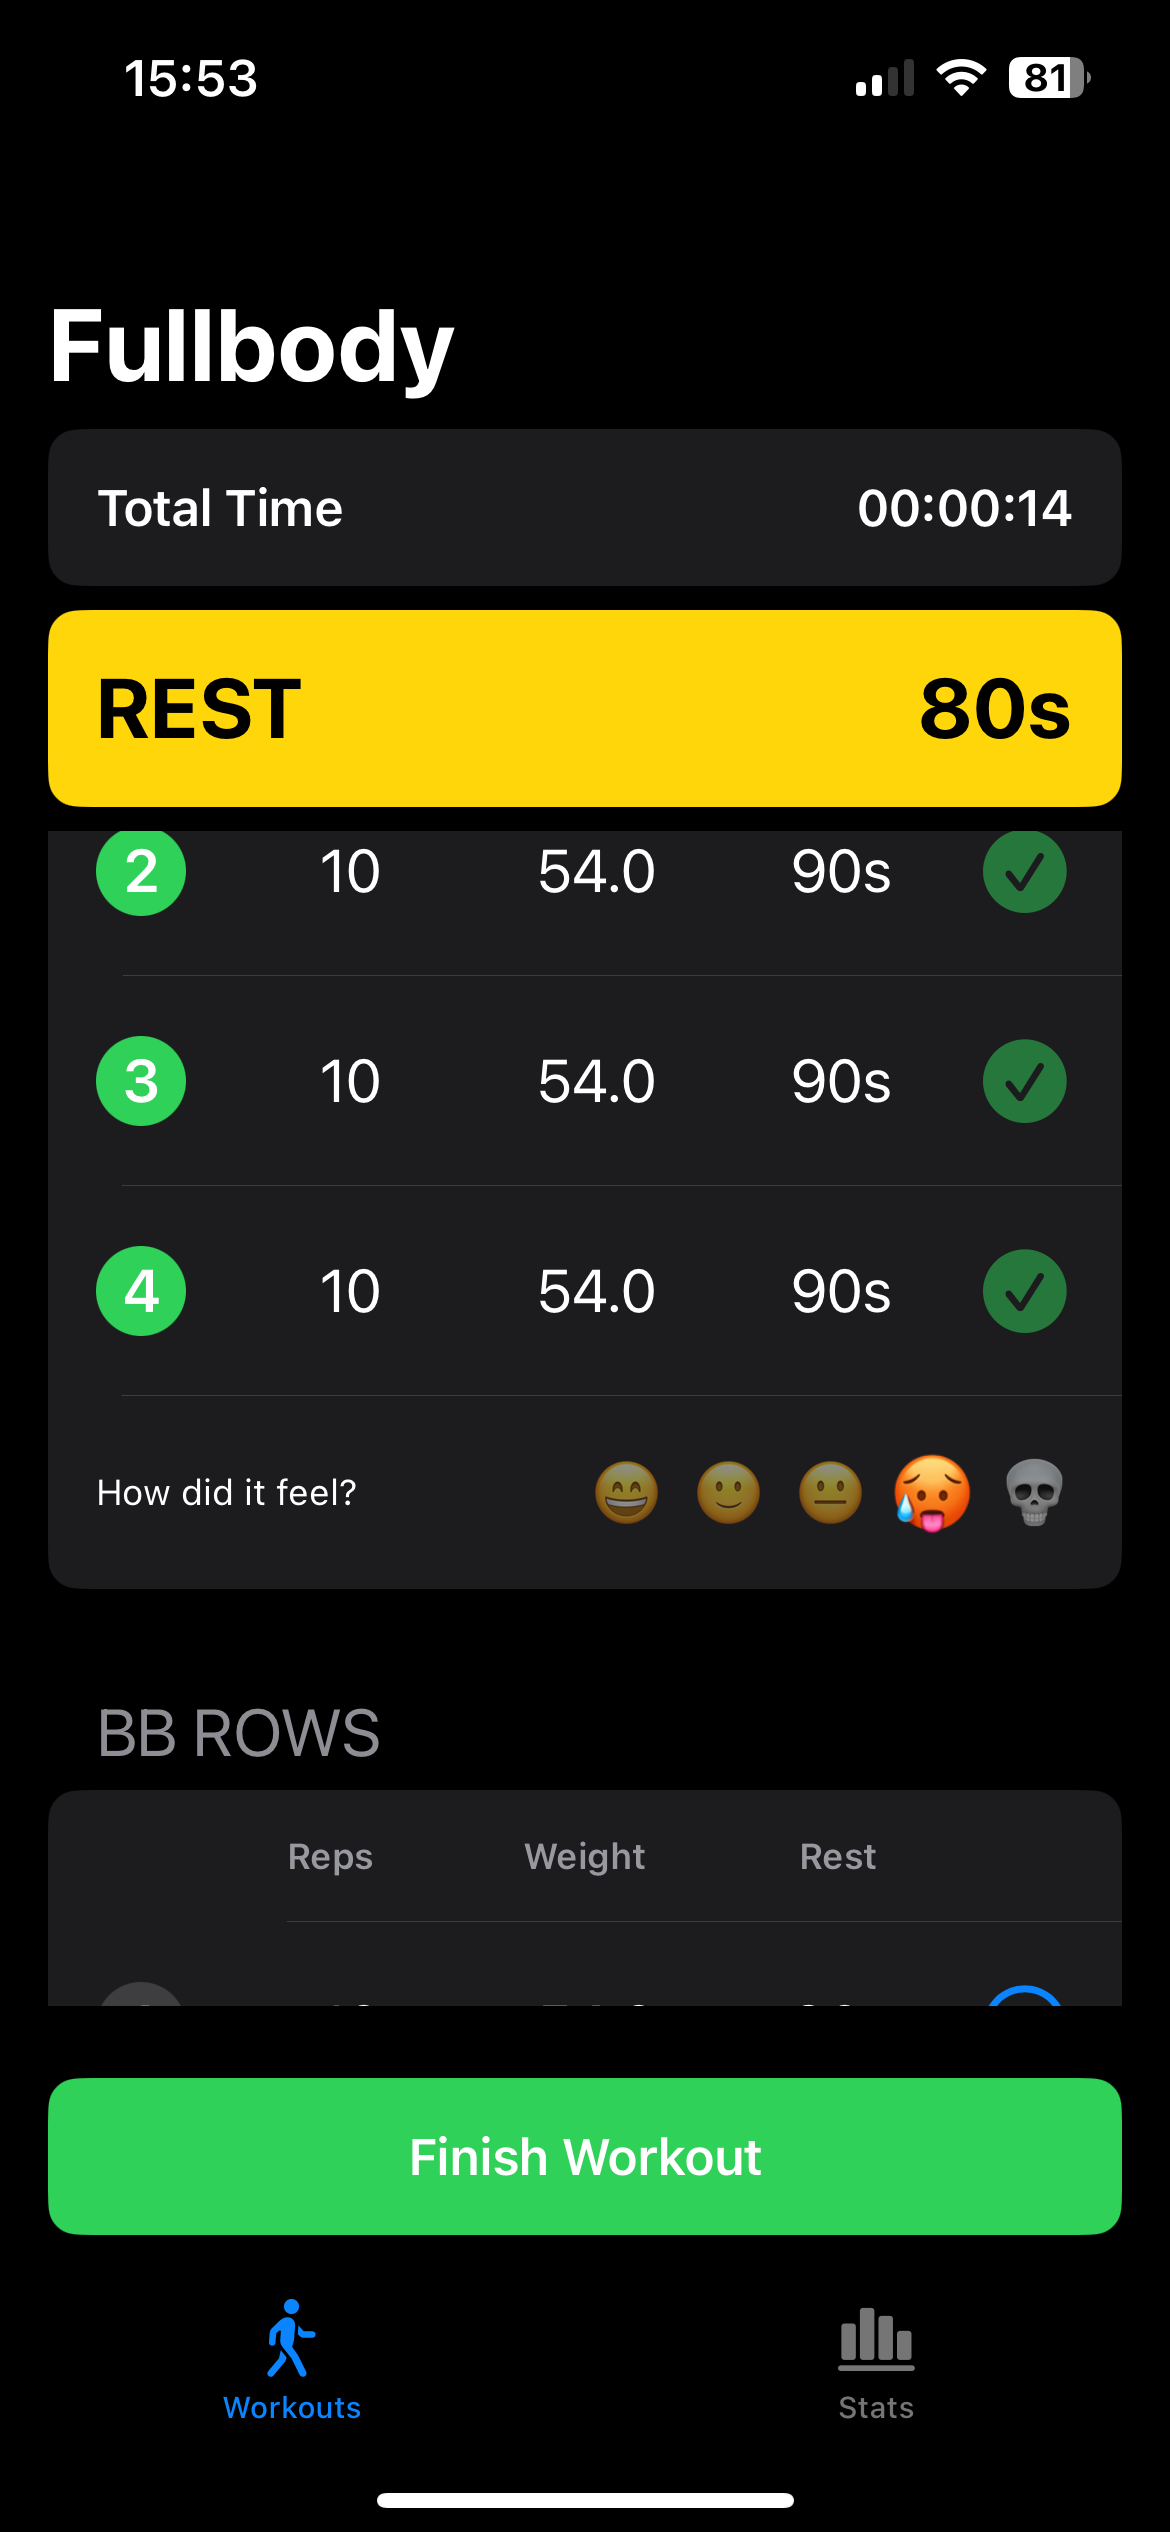 15:53
81
Fullbody
Total Time 00:00:14
REST 80s
2 10 54.0 90s
3 10 54.0 90s
4 10 54.0 90s
How did it feel?
BB ROWS
Reps Weight Rest
Finish Workout
Workouts Stats